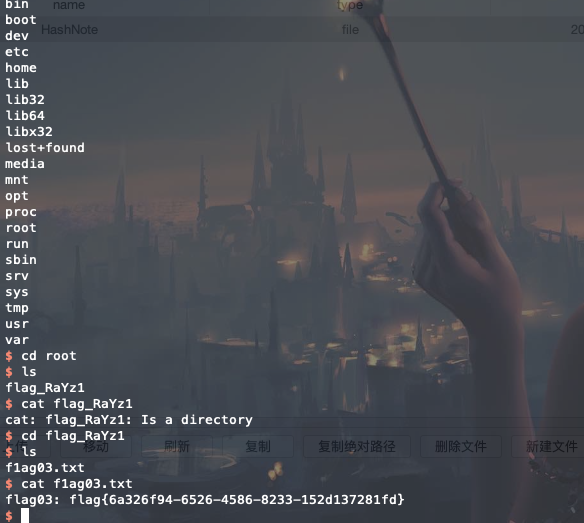 name type
bin
boot
HashNote file 20
dev
etc
home
lib
lib32
lib64
libx32
lost+found
media
mnt
opt
proc
root
run
sbin
srv
sys
tmp
usr
var
$ cd root
$ ls
flag_RaYz1
$ cat flag_RaYz1
cat: flag_RaYz1: Is a directory
$ cd flag_RaYz1
移动 刷新 复制 复制绝对路径 删除文件 新建文件
$ ls
f1ag03.txt
$ cat f1ag03.txt
flag03: flag{6a326f94-6526-4586-8233-152d137281fd}
$